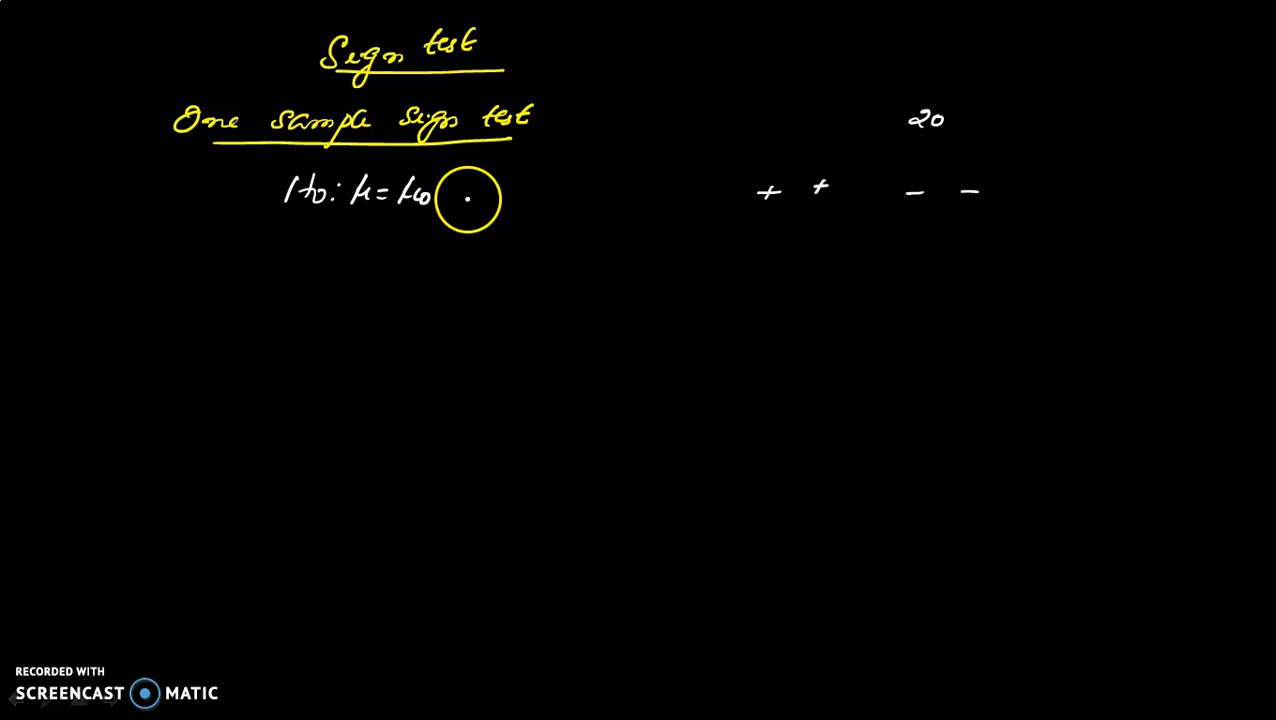 Sign test
One sample sign test
20
H0: μ = μ0
+ + - -
RECORDED WITH
SCREENCAST MATIC